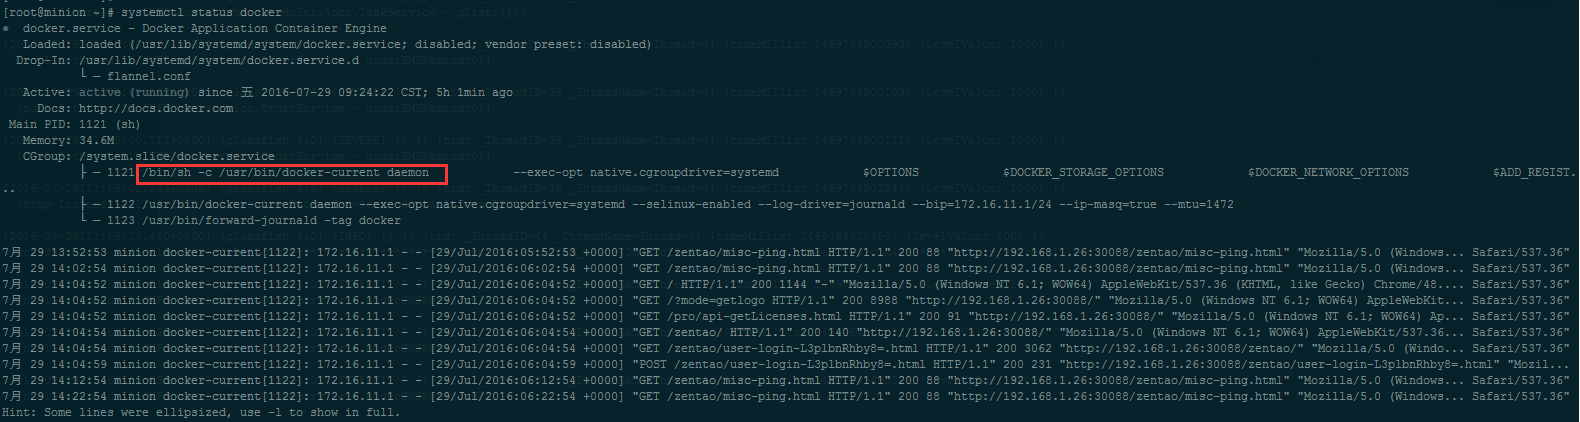 [root@minion ~]# systemctl status docker
● docker.service - Docker Application Container Engine
Loaded: loaded (/usr/lib/systemd/system/docker.service; disabled; vendor preset: disabled)
Drop-In: /usr/lib/systemd/system/docker.service.d
└ ─ flannel.conf
Active: active (running) since 五 2016-07-29 09:24:22 CST; 5h 1min ago
Docs: http://docs.docker.com
Main PID: 1121 (sh)
Memory: 34.6M
CGroup: /system.slice/docker.service
├ ─ 1121 /bin/sh -c /usr/bin/docker-current daemon --exec-opt native.cgroupdriver=systemd $OPTIONS $DOCKER_STORAGE_OPTIONS $DOCKER_NETWORK_OPTIONS $ADD_REGIST.
..
├ ─ 1122 /usr/bin/docker-current daemon --exec-opt native.cgroupdriver=systemd --selinux-enabled --log-driver=journald --bip=172.16.11.1/24 --ip-masq=true --mtu=1472
└ ─ 1123 /usr/bin/forward-journald -tag docker
7月 29 13:52:53 minion docker-current[1122]: 172.16.11.1 - - [29/Jul/2016:05:52:53 +0000] "GET /zentao/misc-ping.html HTTP/1.1" 200 88 "http://192.168.1.26:30088/zentao/misc-ping.html" "Mozilla/5.0 (Windows... Safari/537.36"
7月 29 14:02:54 minion docker-current[1122]: 172.16.11.1 - - [29/Jul/2016:06:02:54 +0000] "GET /zentao/misc-ping.html HTTP/1.1" 200 88 "http://192.168.1.26:30088/zentao/misc-ping.html" "Mozilla/5.0 (Windows... Safari/537.36"
7月 29 14:04:52 minion docker-current[1122]: 172.16.11.1 - - [29/Jul/2016:06:04:52 +0000] "GET / HTTP/1.1" 200 1144 "-" "Mozilla/5.0 (Windows NT 6.1; WOW64) AppleWebKit/537.36 (KHTML, like Gecko) Chrome/48.... Safari/537.36"
7月 29 14:04:52 minion docker-current[1122]: 172.16.11.1 - - [29/Jul/2016:06:04:52 +0000] "GET /?mode=getlogo HTTP/1.1" 200 8988 "http://192.168.1.26:30088/" "Mozilla/5.0 (Windows NT 6.1; WOW64) AppleWebKit... Safari/537.36"
7月 29 14:04:52 minion docker-current[1122]: 172.16.11.1 - - [29/Jul/2016:06:04:52 +0000] "GET /pro/api-getLicenses.html HTTP/1.1" 200 91 "http://192.168.1.26:30088/" "Mozilla/5.0 (Windows NT 6.1; WOW64) Ap... Safari/537.36"
7月 29 14:04:54 minion docker-current[1122]: 172.16.11.1 - - [29/Jul/2016:06:04:54 +0000] "GET /zentao/ HTTP/1.1" 200 140 "http://192.168.1.26:30088/" "Mozilla/5.0 (Windows NT 6.1; WOW64) AppleWebKit/537.36... Safari/537.36"
7月 29 14:04:54 minion docker-current[1122]: 172.16.11.1 - - [29/Jul/2016:06:04:54 +0000] "GET /zentao/user-login-L3plbnRhby8=.html HTTP/1.1" 200 3062 "http://192.168.1.26:30088/zentao/" "Mozilla/5.0 (Windo... Safari/537.36"
7月 29 14:04:59 minion docker-current[1122]: 172.16.11.1 - - [29/Jul/2016:06:04:59 +0000] "POST /zentao/user-login-L3plbnRhby8=.html HTTP/1.1" 200 231 "http://192.168.1.26:30088/zentao/user-login-L3plbnRhby8=.html" "Mozil... Safari/537.36"
7月 29 14:12:54 minion docker-current[1122]: 172.16.11.1 - - [29/Jul/2016:06:12:54 +0000] "GET /zentao/misc-ping.html HTTP/1.1" 200 88 "http://192.168.1.26:30088/zentao/misc-ping.html" "Mozilla/5.0 (Windows... Safari/537.36"
7月 29 14:22:54 minion docker-current[1122]: 172.16.11.1 - - [29/Jul/2016:06:22:54 +0000] "GET /zentao/misc-ping.html HTTP/1.1" 200 88 "http://192.168.1.26:30088/zentao/misc-ping.html" "Mozilla/5.0 (Windows... Safari/537.36"
Hint: Some lines were ellipsized, use -l to show in full.